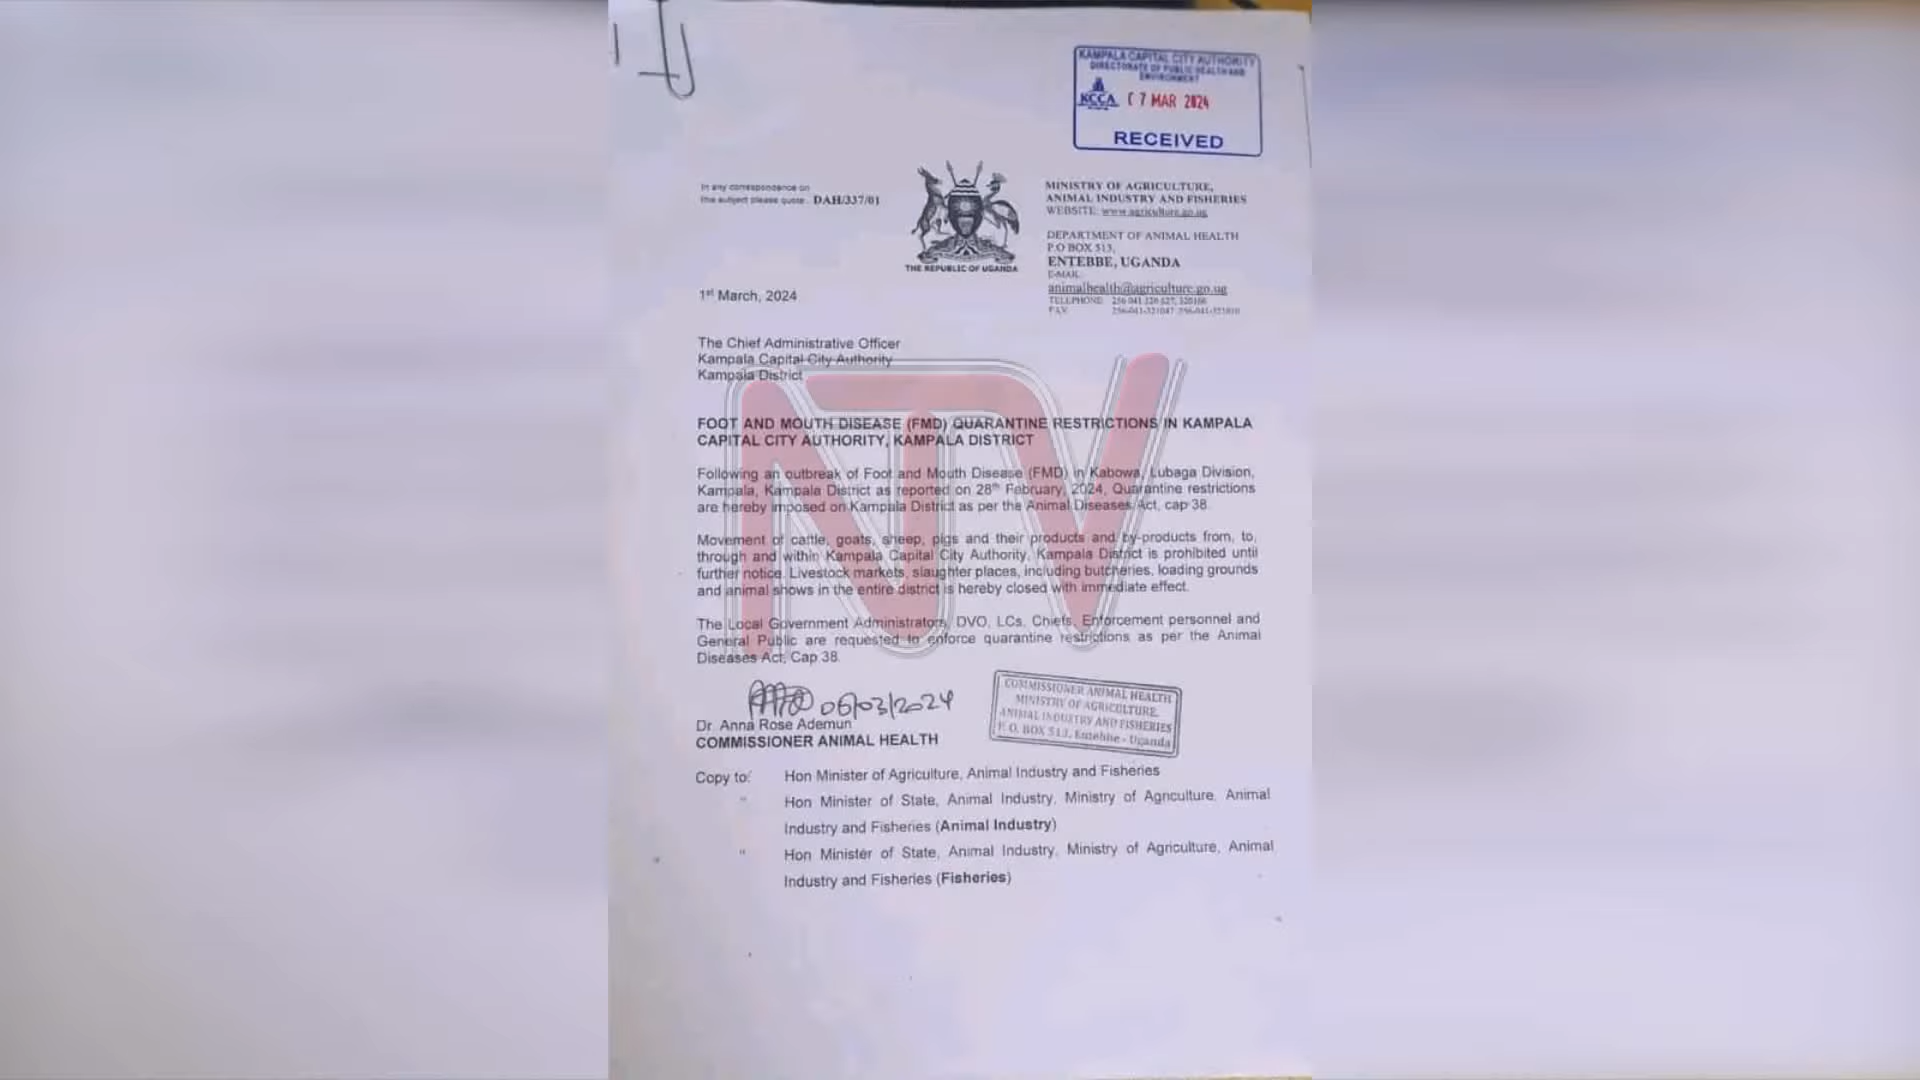 KAMPALA CAPITAL CITY AUTHORITY
DIRECTORATE OF PUBLIC HEALTH AND
ENVIRONMENT
KCCA 07 MAR 2024
RECEIVED
In any correspondence on
the subject please quote DAH/337/01
THE REPUBLIC OF UGANDA
MINISTRY OF AGRICULTURE,
ANIMAL INDUSTRY AND FISHERIES
WEBSITE: www.agriculture.go.ug
DEPARTMENT OF ANIMAL HEALTH
P.O BOX 513,
ENTEBBE, UGANDA
E-MAIL:
animalhealth@agriculture.go.ug
TELEPHONE
FAX
1st March, 2024
The Chief Administrative Officer
Kampala Capital City Authority
Kampala District
FOOT AND MOUTH DISEASE (FMD) QUARANTINE RESTRICTIONS IN KAMPALA
CAPITAL CITY AUTHORITY, KAMPALA DISTRICT
Following an outbreak of Foot and Mouth Disease (FMD) in Kabowa, Lubaga Division,
Kampala, Kampala District as reported on 28th February, 2024, Quarantine restrictions
are hereby imposed on Kampala District as per the Animal Diseases Act, cap 38.
Movement of cattle, goats, sheep, pigs and their products and by-products from, to,
through and within Kampala Capital City Authority, Kampala District is prohibited until
further notice. Livestock markets, slaughter places, including butcheries, loading grounds
and animal shows in the entire district is hereby closed with immediate effect.
The Local Government Administrators, DVO, LCs, Chiefs, Enforcement personnel and
General Public are requested to enforce quarantine restrictions as per the Animal
Diseases Act, Cap 38.
NTV
06/03/2024
Dr. Anna Rose Ademun
COMMISSIONER ANIMAL HEALTH
COMMISSIONER ANIMAL HEALTH
MINISTRY OF AGRICULTURE,
ANIMAL INDUSTRY AND FISHERIES
P. O. BOX 513, Entebbe - Uganda
Copy to: Hon Minister of Agriculture, Animal Industry and Fisheries
" Hon Minister of State, Animal Industry, Ministry of Agriculture, Animal
Industry and Fisheries (Animal Industry)
" Hon Minister of State, Animal Industry, Ministry of Agriculture, Animal
Industry and Fisheries (Fisheries)